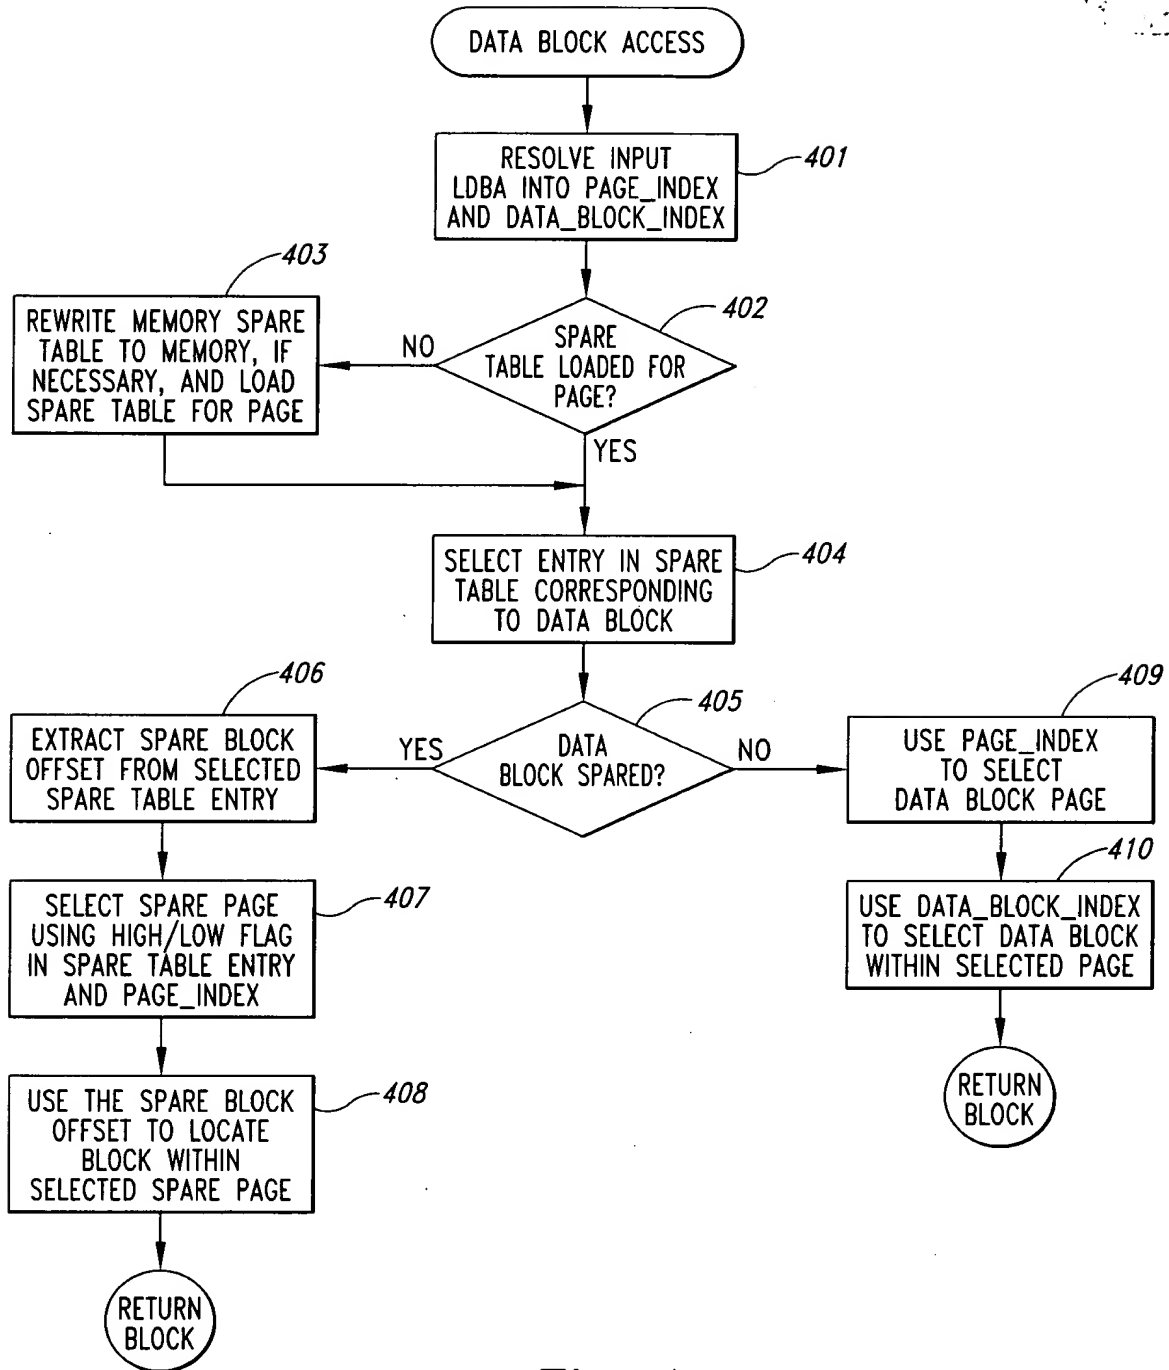 DATA BLOCK ACCESS
RESOLVE INPUT
LDBA INTO PAGE_INDEX
AND DATA_BLOCK_INDEX
401
403
402
REWRITE MEMORY SPARE
TABLE TO MEMORY, IF
NECESSARY, AND LOAD
SPARE TABLE FOR PAGE
NO
SPARE
TABLE LOADED FOR
PAGE?
YES
SELECT ENTRY IN SPARE
TABLE CORRESPONDING
TO DATA BLOCK
404
406
405
409
EXTRACT SPARE BLOCK
OFFSET FROM SELECTED
SPARE TABLE ENTRY
YES
DATA
BLOCK SPARED?
NO
USE PAGE_INDEX
TO SELECT
DATA BLOCK PAGE
410
SELECT SPARE PAGE
USING HIGH/LOW FLAG
IN SPARE TABLE ENTRY
AND PAGE_INDEX
407
USE DATA_BLOCK_INDEX
TO SELECT DATA BLOCK
WITHIN SELECTED PAGE
USE THE SPARE BLOCK
OFFSET TO LOCATE
BLOCK WITHIN
SELECTED SPARE PAGE
408
RETURN
BLOCK
RETURN
BLOCK